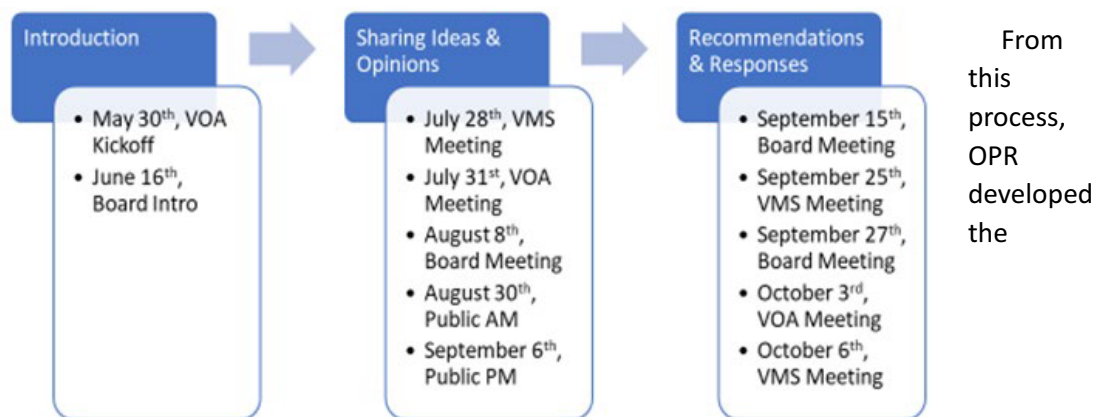 Introduction
• May 30th, VOA
Kickoff
• June 16th,
Board Intro
Sharing Ideas &
Opinions
• July 28th, VMS
Meeting
• July 31st, VOA
Meeting
• August 8th,
Board Meeting
• August 30th,
Public AM
• September 6th,
Public PM
Recommendations
& Responses
• September 15th,
Board Meeting
• September 25th,
VMS Meeting
• September 27th,
Board Meeting
• October 3rd,
VOA Meeting
• October 6th,
VMS Meeting
From
this
process,
OPR
developed
the